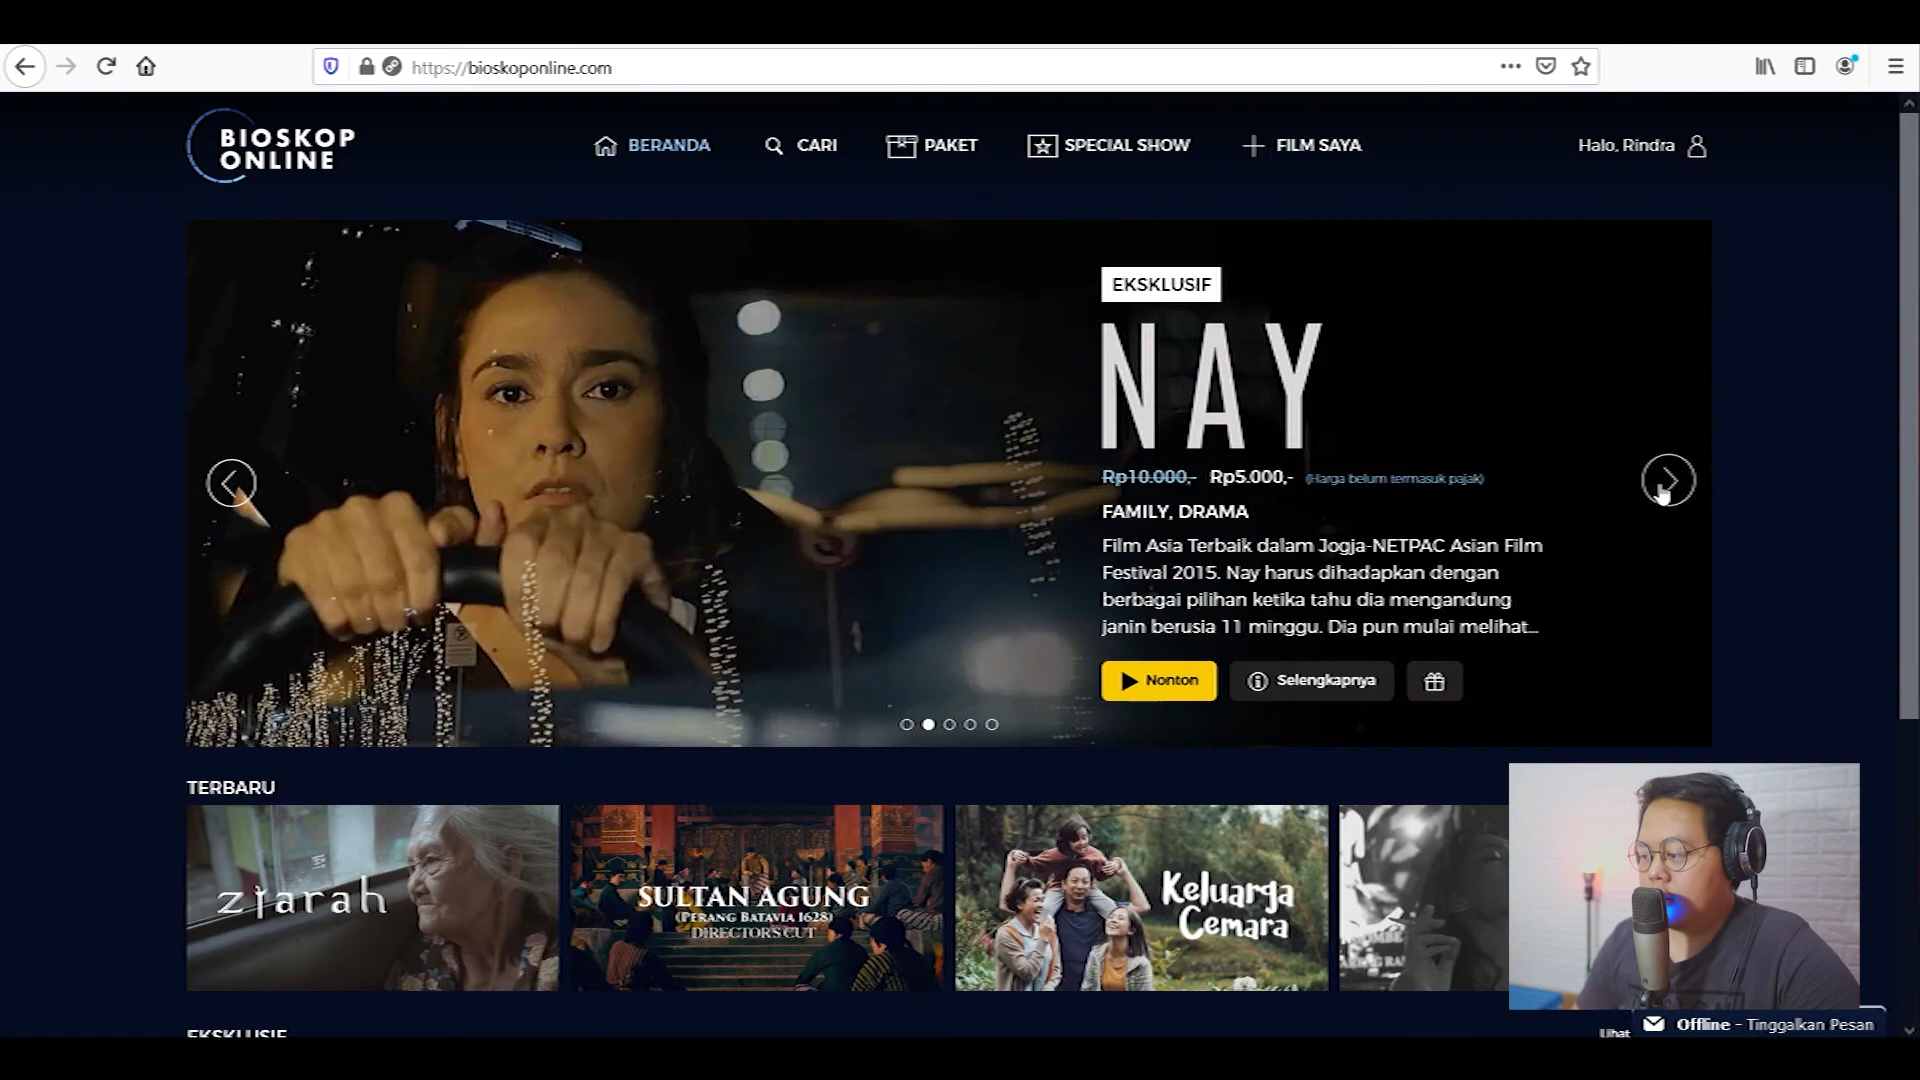 https://bioskoponline.com
BIOSKOP
ONLINE
BERANDA
CARI
PAKET
SPECIAL SHOW
FILM SAYA
Halo, Rindra
EKSKLUSIF
NAY
Rp10.000,- Rp5.000,- (Harga belum termasuk pajak)
FAMILY, DRAMA
Film Asia Terbaik dalam Jogja-NETPAC Asian Film
Festival 2015. Nay harus dihadapkan dengan
berbagai pilihan ketika tahu dia mengandung
janin berusia 11 minggu. Dia pun mulai melihat...
Nonton
Selengkapnya
TERBARU
ziarah
SULTAN AGUNG
(PERANG BATAVIA 1628)
DIRECTOR'S CUT
Keluarga
Cemara
EKSKLUSIF
Lihat
Offline - Tinggalkan Pesan